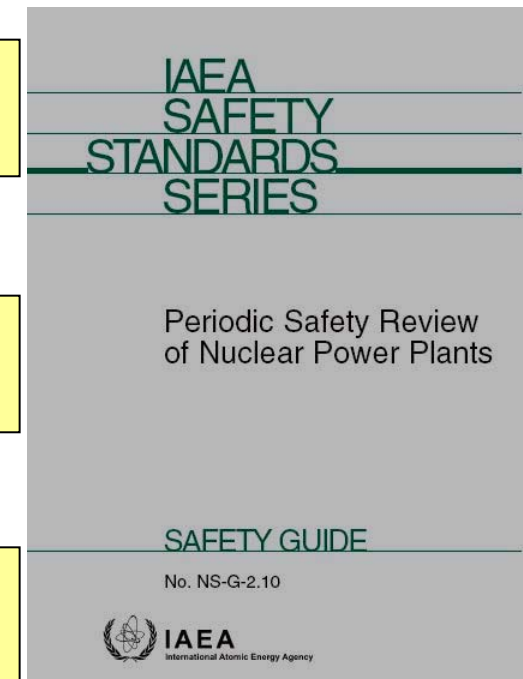 IAEA
SAFETY
STANDARDS
SERIES
Periodic Safety Review
of Nuclear Power Plants
SAFETY GUIDE
No. NS-G-2.10
IAEA
International Atomic Energy Agency